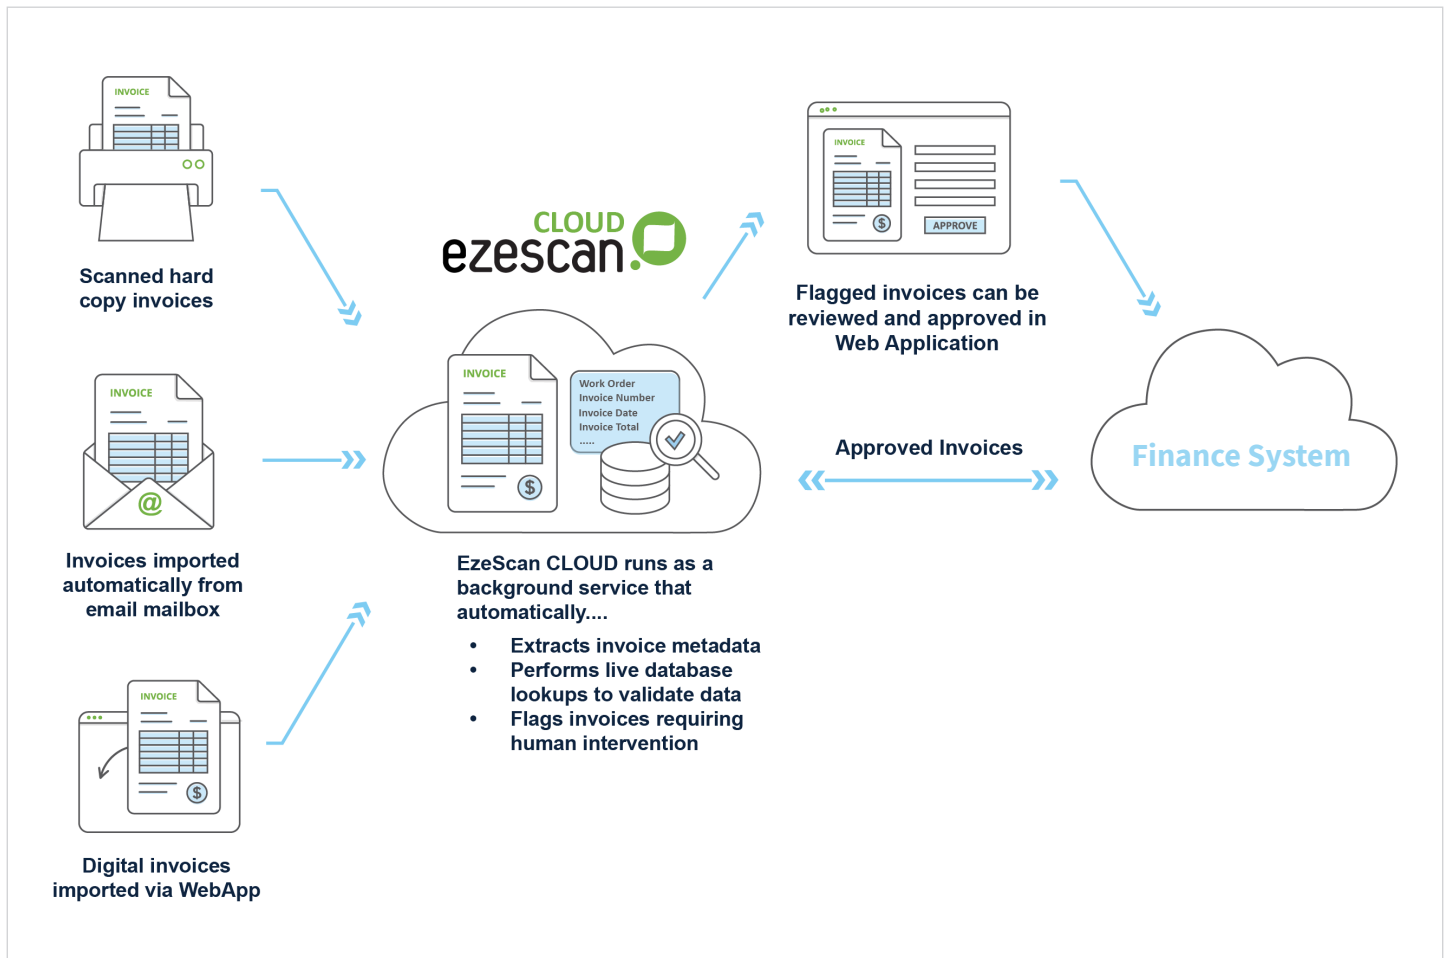 INVOICE
Scanned hard
copy invoices
INVOICE
@
Invoices imported
automatically from
email mailbox
INVOICE
$
Digital invoices
imported via WebApp
CLOUD
ezescan
INVOICE
$
Work Order
Invoice Number
Invoice Date
Invoice Total
.....
EzeScan CLOUD runs as a
background service that
automatically....
• Extracts invoice metadata
• Performs live database
lookups to validate data
• Flags invoices requiring
human intervention
INVOICE
$
APPROVE
Flagged invoices can be
reviewed and approved in
Web Application
Approved Invoices
Finance System